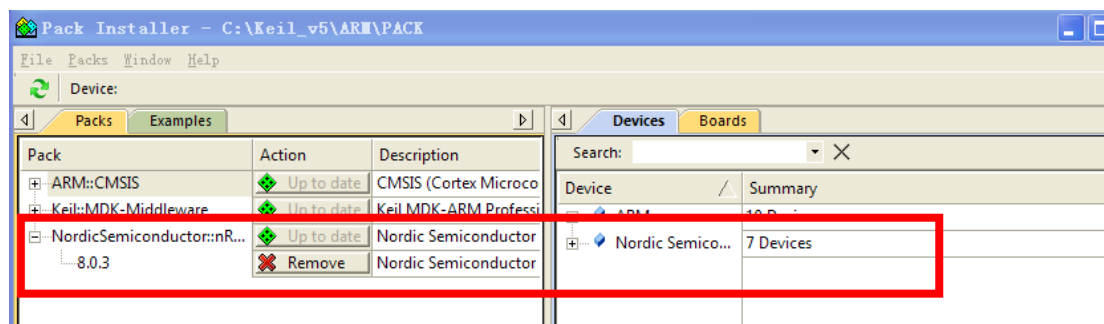 Pack Installer - C:\Keil_v5\ARM\PACK
File Packs Window Help
Device:
Packs Examples
Devices Boards
Pack Action Description
Search:
ARM::CMSIS Up to date CMSIS (Cortex Microco
Device Summary
Keil::MDK-Middleware Up to date Keil MDK-ARM Professi
ARM
NordicSemiconductor::nR... Up to date Nordic Semiconductor
Nordic Semico... 7 Devices
8.0.3 Remove Nordic Semiconductor